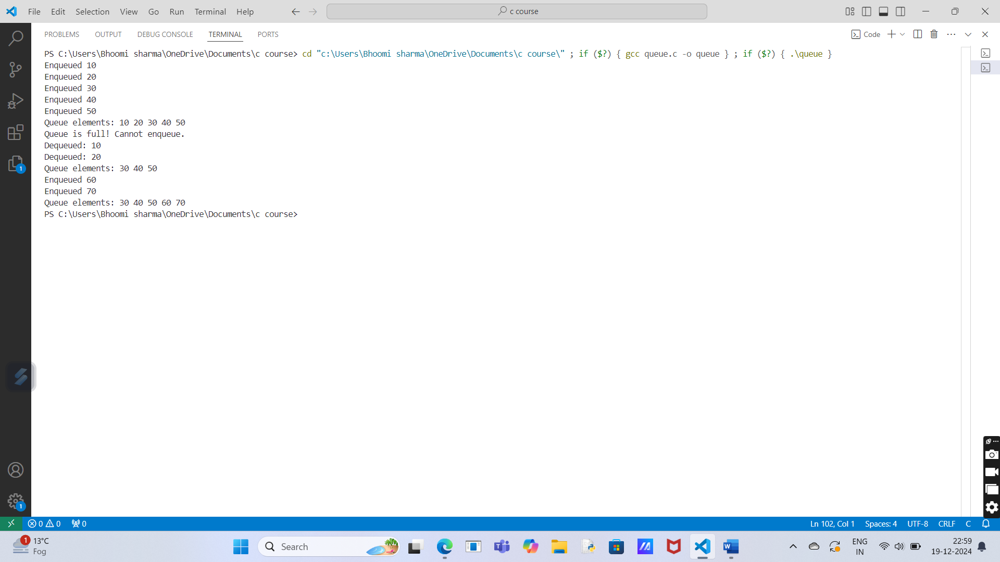 File Edit Selection View Go Run Terminal Help c course
PROBLEMS OUTPUT DEBUG CONSOLE TERMINAL PORTS Code
PS C:\Users\Bhoomi sharma\OneDrive\Documents\c course> cd "c:\Users\Bhoomi sharma\OneDrive\Documents\c course\" ; if ($?) { gcc queue.c -o queue } ; if ($?) { .\queue }
Enqueued 10
Enqueued 20
Enqueued 30
Enqueued 40
Enqueued 50
Queue elements: 10 20 30 40 50
Queue is full! Cannot enqueue.
Dequeued: 10
Dequeued: 20
Queue elements: 30 40 50
Enqueued 60
Enqueued 70
Queue elements: 30 40 50 60 70
PS C:\Users\Bhoomi sharma\OneDrive\Documents\c course>
1
1
0 0 0 Ln 102, Col 1 Spaces: 4 UTF-8 CRLF C
1 13°C
Fog
Search
ENG
IN
22:59
19-12-2024